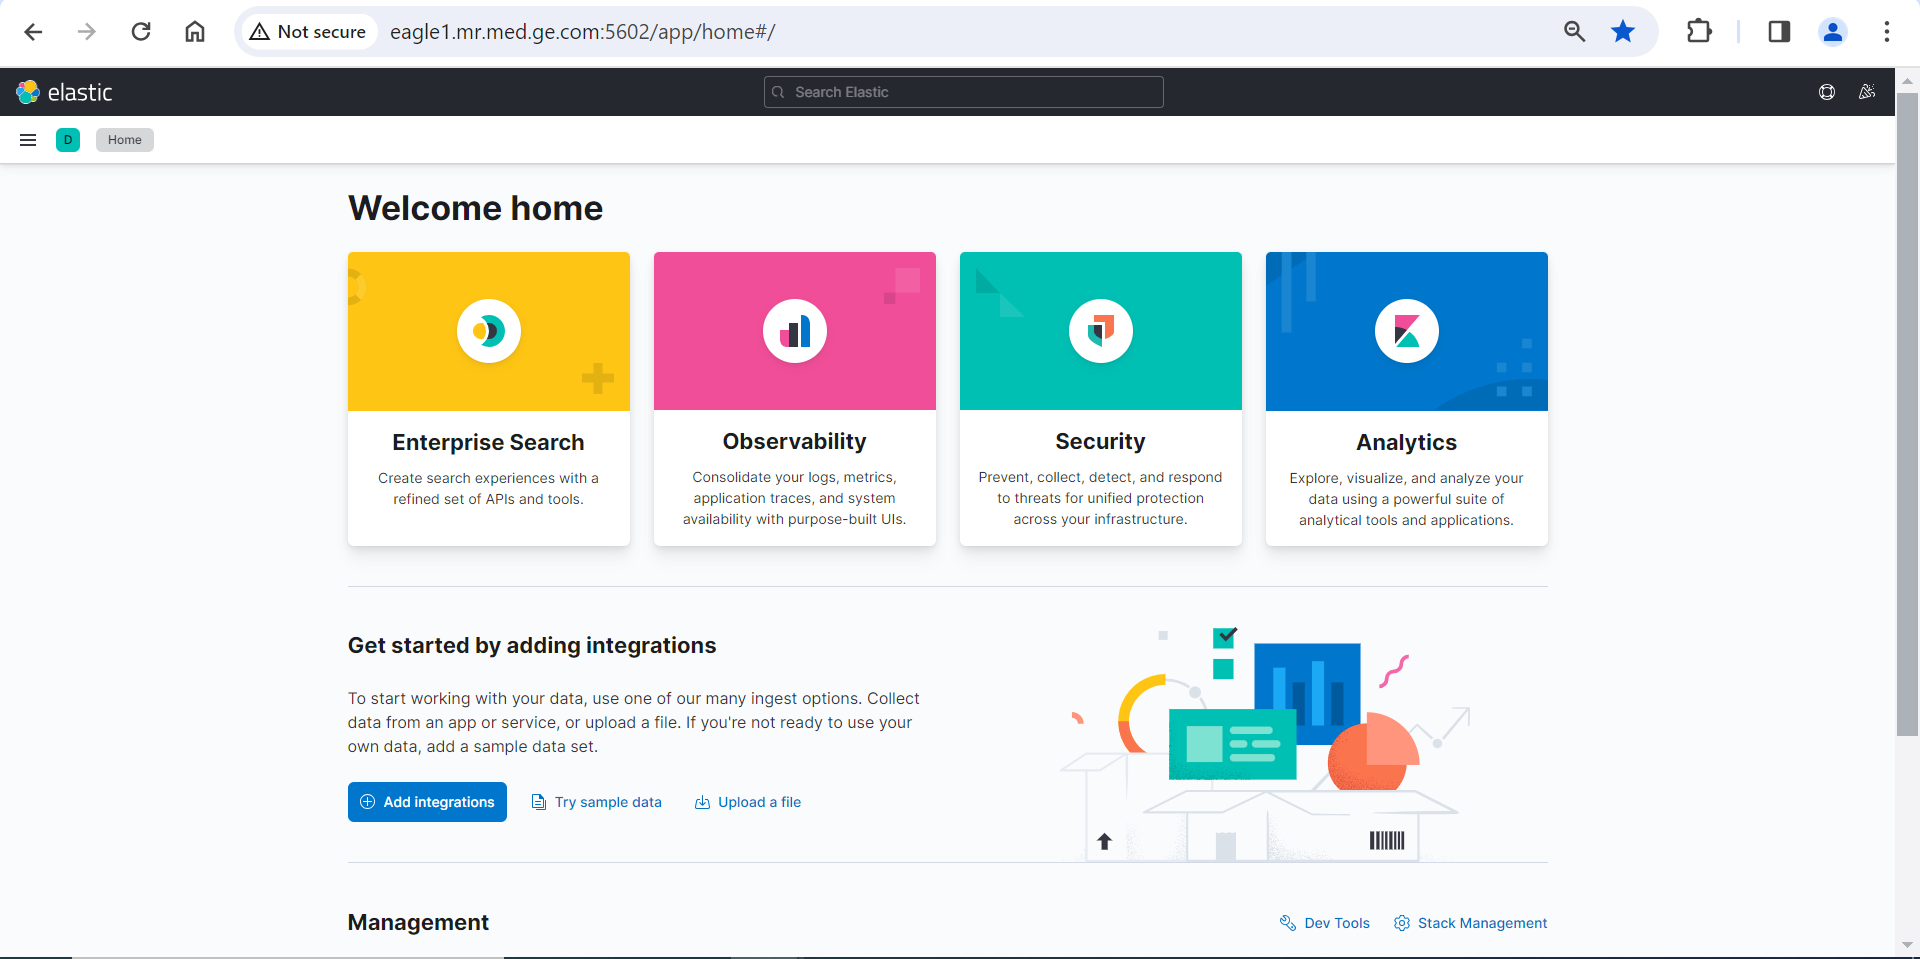 Not secure eagle1.mr.med.ge.com:5602/app/home#/
elastic
Search Elastic
D
Home
Welcome home
Enterprise Search
Create search experiences with a
refined set of APIs and tools.
Observability
Consolidate your logs, metrics,
application traces, and system
availability with purpose-built UIs.
Security
Prevent, collect, detect, and respond
to threats for unified protection
across your infrastructure.
Analytics
Explore, visualize, and analyze your
data using a powerful suite of
analytical tools and applications.
Get started by adding integrations
To start working with your data, use one of our many ingest options. Collect
data from an app or service, or upload a file. If you're not ready to use your
own data, add a sample data set.
Add integrations
Try sample data
Upload a file
Management
Dev Tools
Stack Management